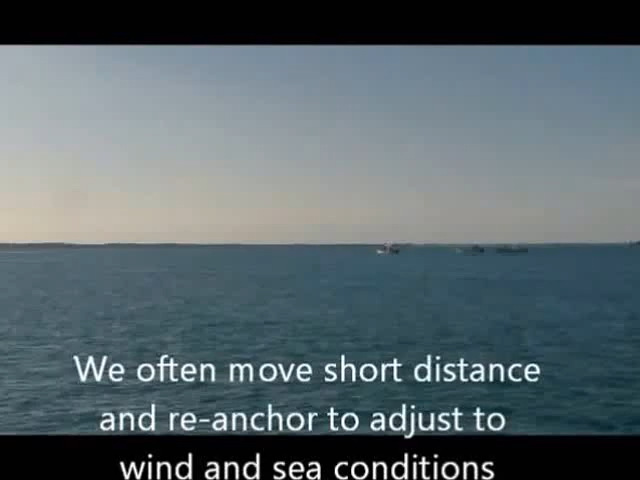 We often move short distance
and re-anchor to adjust to
wind and sea conditions